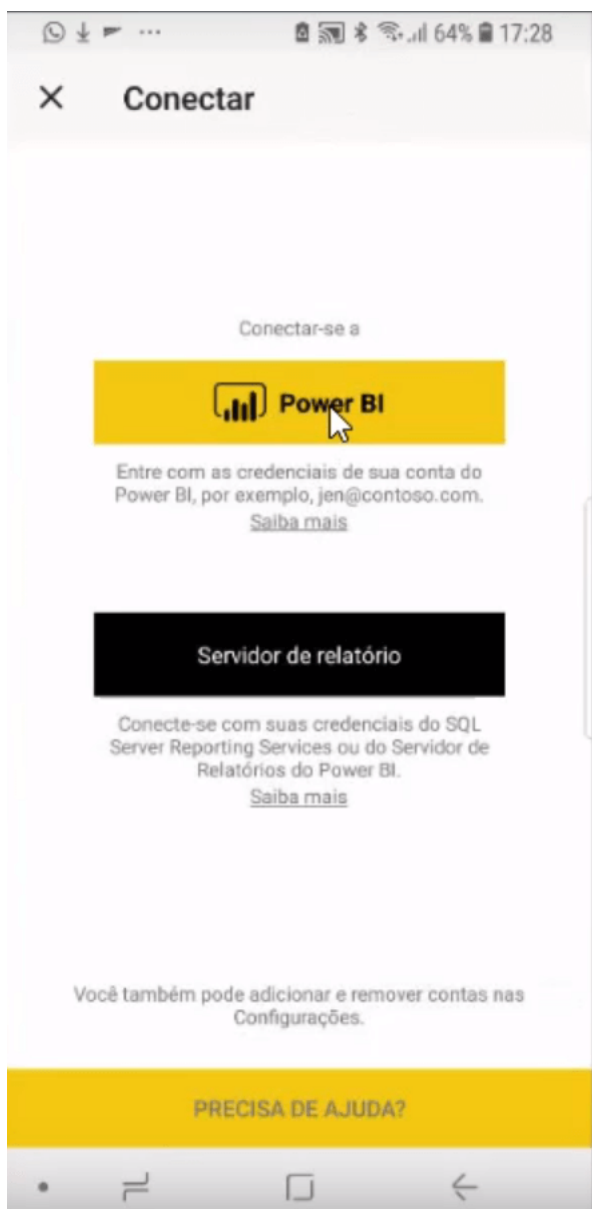 64% 17:28
Conectar
Conectar-se a
Power BI
Entre com as credenciais de sua conta do
Power BI, por exemplo, jen@contoso.com.
Saiba mais
Servidor de relatório
Conecte-se com suas credenciais do SQL
Server Reporting Services ou do Servidor de
Relatórios do Power BI.
Saiba mais
Você também pode adicionar e remover contas nas
Configurações.
PRECISA DE AJUDA?